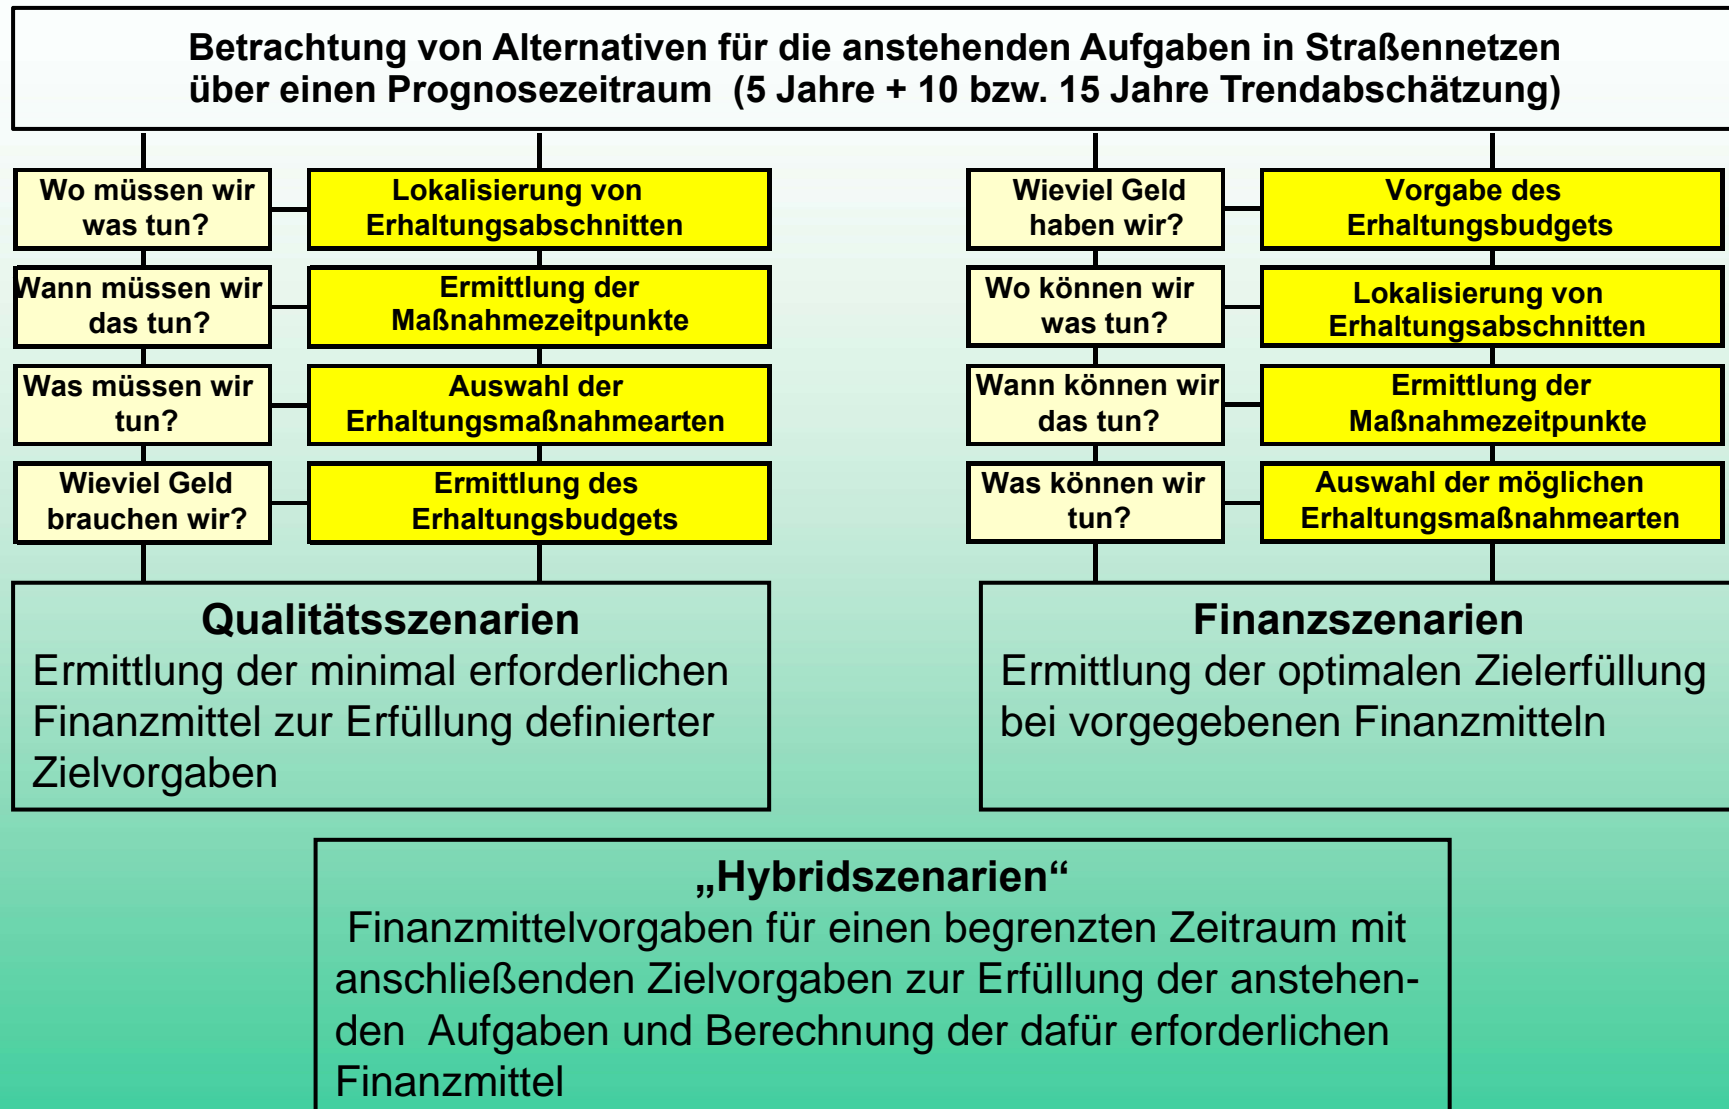 Betrachtung von Alternativen für die anstehenden Aufgaben in Straßennetzen
über einen Prognosezeitraum (5 Jahre + 10 bzw. 15 Jahre Trendabschätzung)
Wo müssen wir
was tun?
Lokalisierung von
Erhaltungsabschnitten
Wann müssen wir
das tun?
Ermittlung der
Maßnahmezeitpunkte
Was müssen wir
tun?
Auswahl der
Erhaltungsmaßnahmearten
Wieviel Geld
brauchen wir?
Ermittlung des
Erhaltungsbudgets
Qualitätsszenarien
Ermittlung der minimal erforderlichen
Finanzmittel zur Erfüllung definierter
Zielvorgaben
Wieviel Geld
haben wir?
Vorgabe des
Erhaltungsbudgets
Wo können wir
was tun?
Lokalisierung von
Erhaltungsabschnitten
Wann können wir
das tun?
Ermittlung der
Maßnahmezeitpunkte
Was können wir
tun?
Auswahl der möglichen
Erhaltungsmaßnahmearten
Finanzszenarien
Ermittlung der optimalen Zielerfüllung
bei vorgegebenen Finanzmitteln
„Hybridszenarien“
Finanzmittelvorgaben für einen begrenzten Zeitraum mit
anschließenden Zielvorgaben zur Erfüllung der anstehen-
den Aufgaben und Berechnung der dafür erforderlichen
Finanzmittel